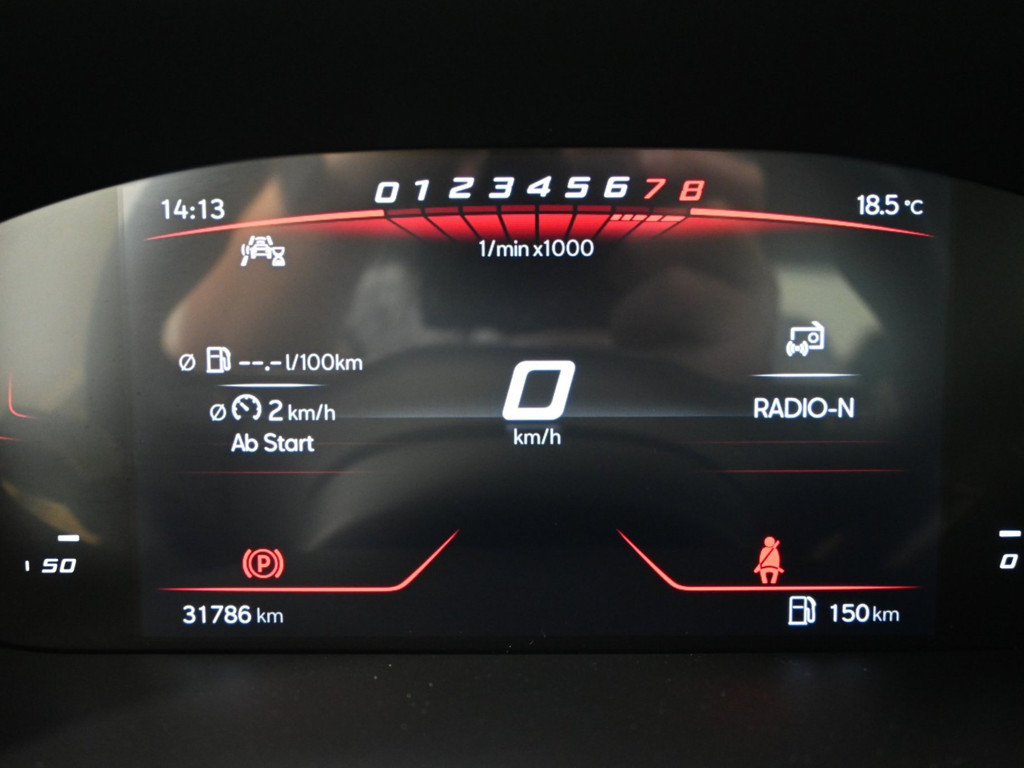 0 1 2 3 4 5 6 7 8
14:13
18.5 °C
1/min x1000
Ø --.- l/100km
Ø 2 km/h
Ab Start
0
km/h
RADIO-N
50
0
P
31786 km
150 km